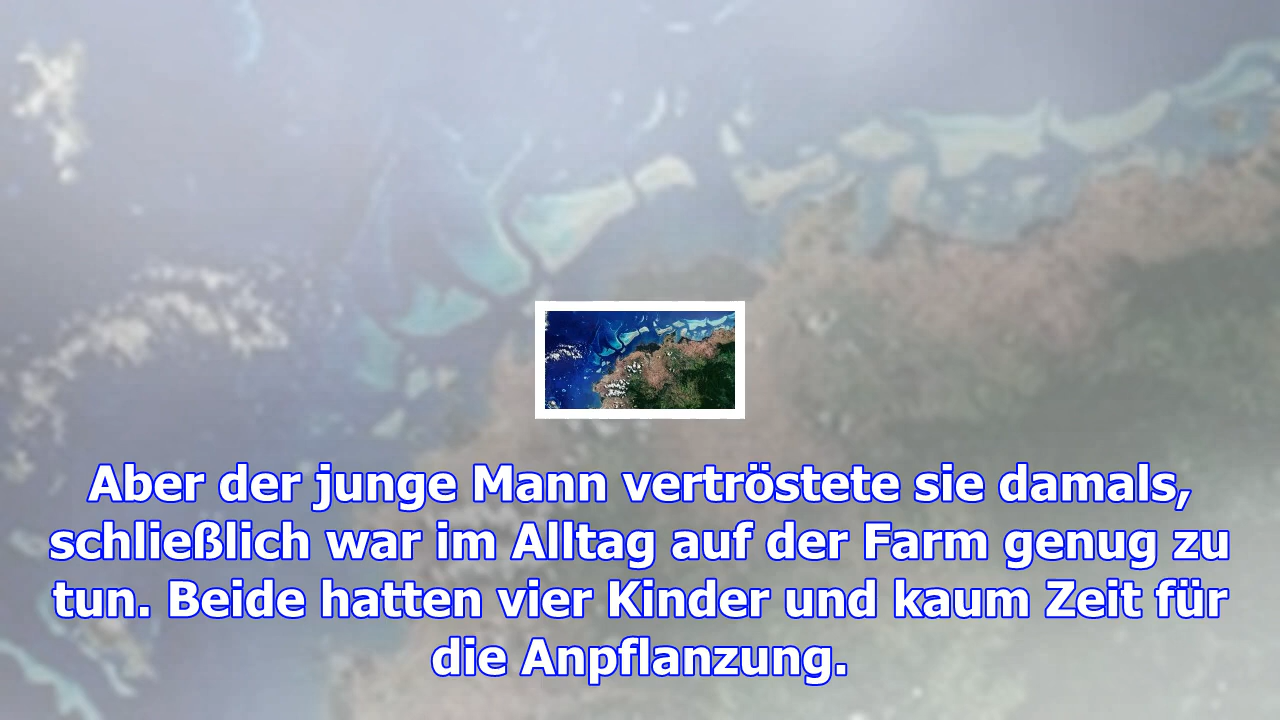 Aber der junge Mann vertröstete sie damals,
schließlich war im Alltag auf der Farm genug zu
tun. Beide hatten vier Kinder und kaum Zeit für
die Anpflanzung.